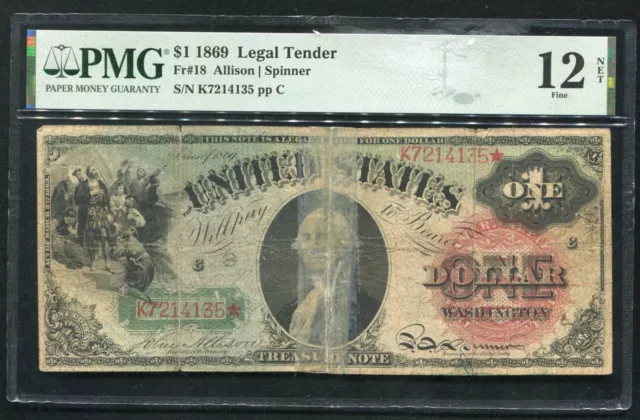 PMG
PAPER MONEY GUARANTY
$1 1869 Legal Tender
Fr#18 Allison | Spinner
S/N K7214135 pp C
12 NET
Fine
THIS NOTE IS A LEGAL FOR ONE DOLLAR
K7214135★
UNITED STATES
ONE
Will pay to Bearer
ONE
DOLLAR
WASHINGTON
K7214135★
TREASURY NOTE